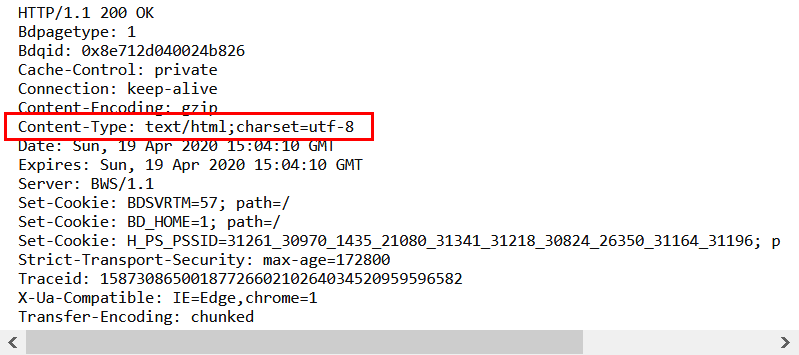 HTTP/1.1 200 OK
Bdpagetype: 1
Bdqid: 0x8e712d040024b826
Cache-Control: private
Connection: keep-alive
Content-Encoding: gzip
Content-Type: text/html;charset=utf-8
Date: Sun, 19 Apr 2020 15:04:10 GMT
Expires: Sun, 19 Apr 2020 15:04:10 GMT
Server: BWS/1.1
Set-Cookie: BDSVRTM=57; path=/
Set-Cookie: BD_HOME=1; path=/
Set-Cookie: H_PS_PSSID=31261_30970_1435_21080_31341_31218_30824_26350_31164_31196; p
Strict-Transport-Security: max-age=172800
Traceid: 1587308650018772660210264034520959596582
X-Ua-Compatible: IE=Edge,chrome=1
Transfer-Encoding: chunked